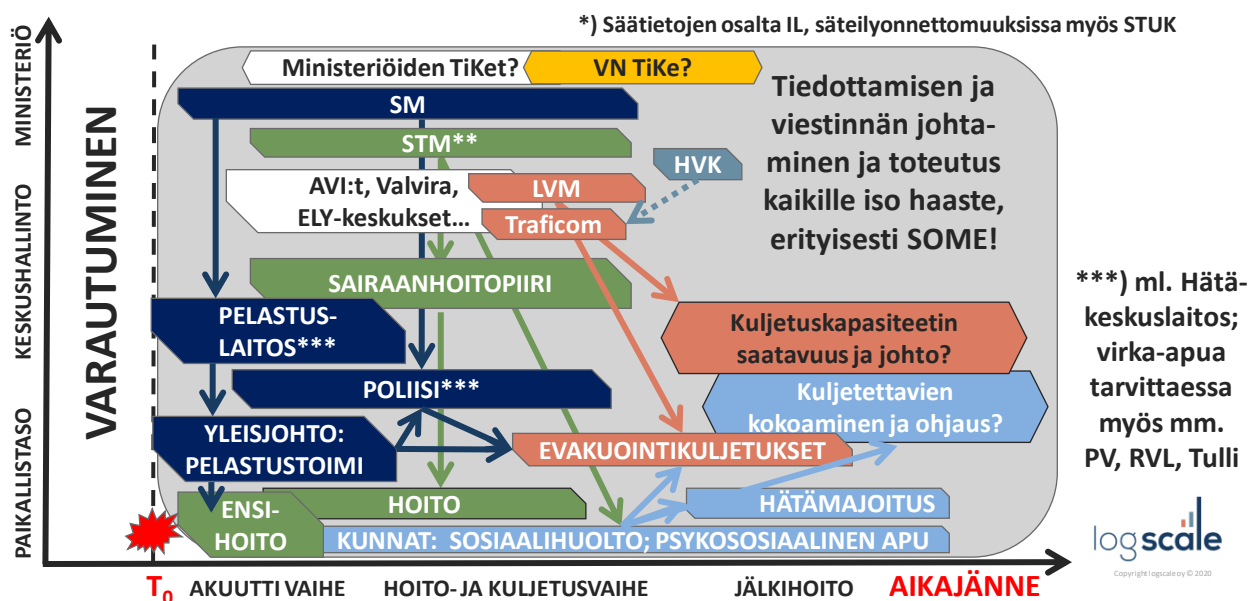 *) Säätietojen osalta IL, säteilyonnettomuuksissa myös STUK
MINISTERIÖ
KESKUSHALLINTO
PAIKALLISTASO
VARAUTUMINEN
Ministeriöiden TiKet?
VN TiKe?
SM
STM**
HVK
AVI:t, Valvira,
ELY-keskukset...
LVM
Traficom
Tiedottamisen ja
viestinnän johta-
minen ja toteutus
kaikille iso haaste,
erityisesti SOME!
SAIRAANHOITOPIIRI
PELASTUS-
LAITOS***
Kuljetuskapasiteetin
saatavuus ja johto?
POLIISI***
Kuljetettavien
kokoaminen ja ohjaus?
YLEISJOHTO:
PELASTUSTOIMI
EVAKUOINTIKULJETUKSET
ENSI-
HOITO
HOITO
HÄTÄMAJOITUS
KUNNAT: SOSIAALIHUOLTO; PSYKOSOSIAALINEN APU
***) ml. Hätä-
keskuslaitos;
virka-apua
tarvittaessa
myös mm.
PV, RVL, Tulli
logscale
Copyright logscale oy © 2020
T0
AKUUTTI VAIHE
HOITO- JA KULJETUSVAIHE
JÄLKIHOITO
AIKAJÄNNE